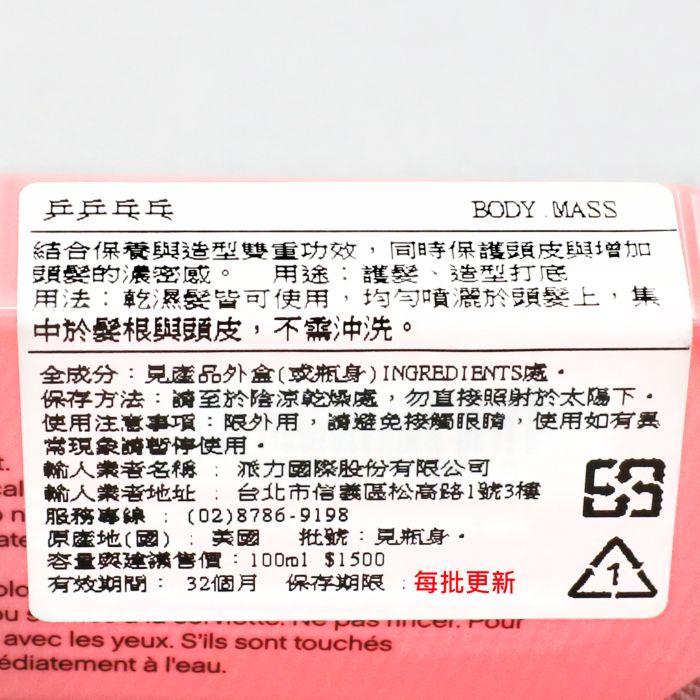 乒乒乓乓 BODY.MASS
結合保養與造型雙重功效，同時保護頭皮與增加
頭髮的濃密感。 用途：護髮、造型打底
用法：乾濕髮皆可使用，均勻噴灑於頭髮上，集
中於髮根與頭皮，不需沖洗。
全成分：見產品外盒(或瓶身)INGREDIENTS處。
保存方法：請至於陰涼乾燥處，勿直接照射於太陽下。
使用注意事項：限外用，請避免接觸眼睛，使用如有異
常現象請暫停使用。
輸入業者名稱 ： 派力國際股份有限公司
輸入業者地址 ： 台北市信義區松高路1號3樓
服務專線 ： (02)8786-9198
原產地(國) ： 美國 批號：見瓶身。
容量與建議售價：100ml $1500
有效期間： 32個月 保存期限：每批更新
1
avec les yeux. S'ils sont touchés
édiatement à l'eau.